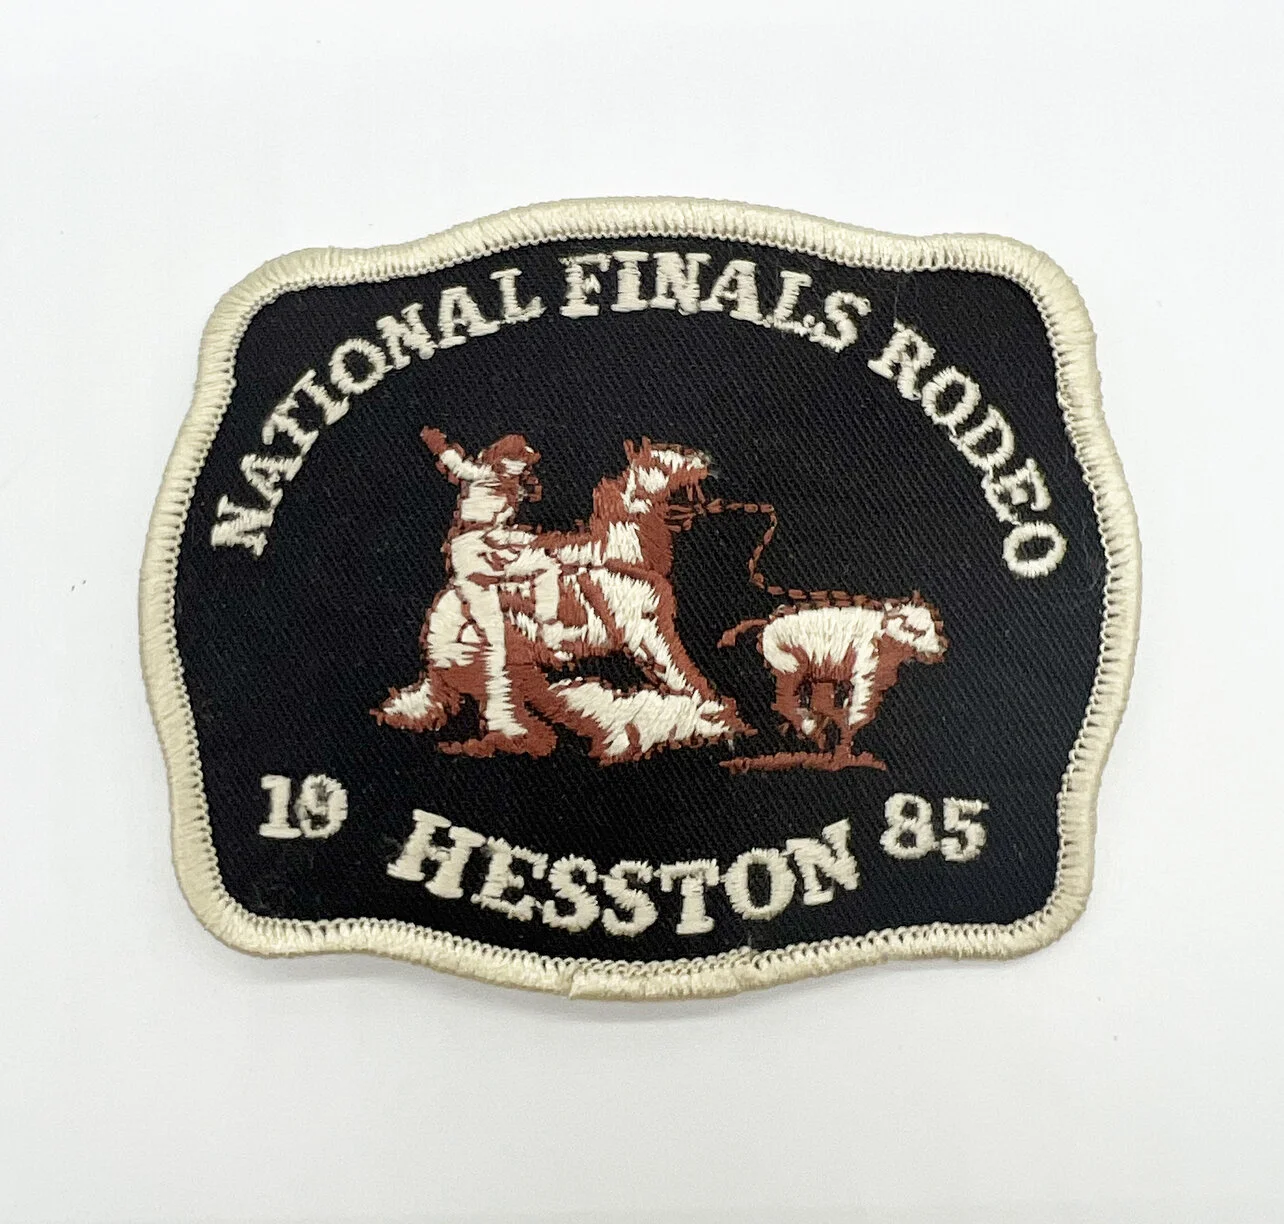 NATIONAL FINALS RODEO
19 HESSTON 85